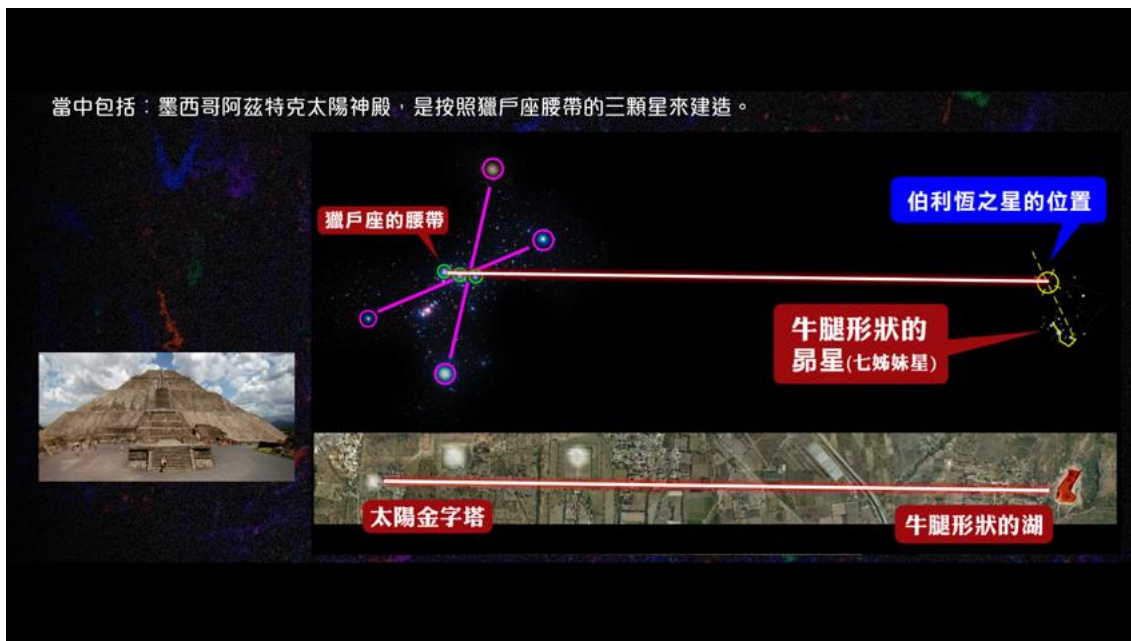 當中包括：墨西哥阿茲特克太陽神殿，是按照獵戶座腰帶的三顆星來建造。
獵戶座的腰帶
伯利恆之星的位置
牛腿形狀的
昴星(七姊妹星)
太陽金字塔
牛腿形狀的湖